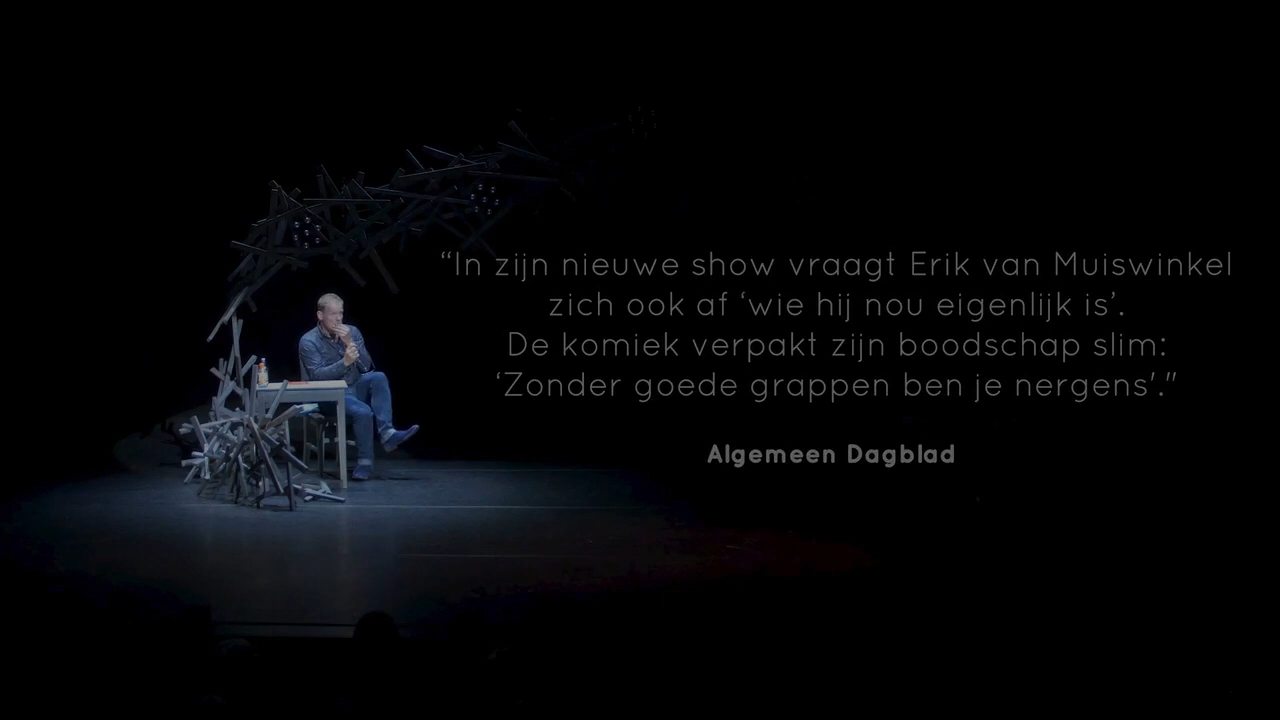 “In zijn nieuwe show vraagt Erik van Muiswinkel
zich ook af ‘wie hij nou eigenlijk is’.
De komiek verpakt zijn boodschap slim:
‘Zonder goede grappen ben je nergens'."
Algemeen Dagblad